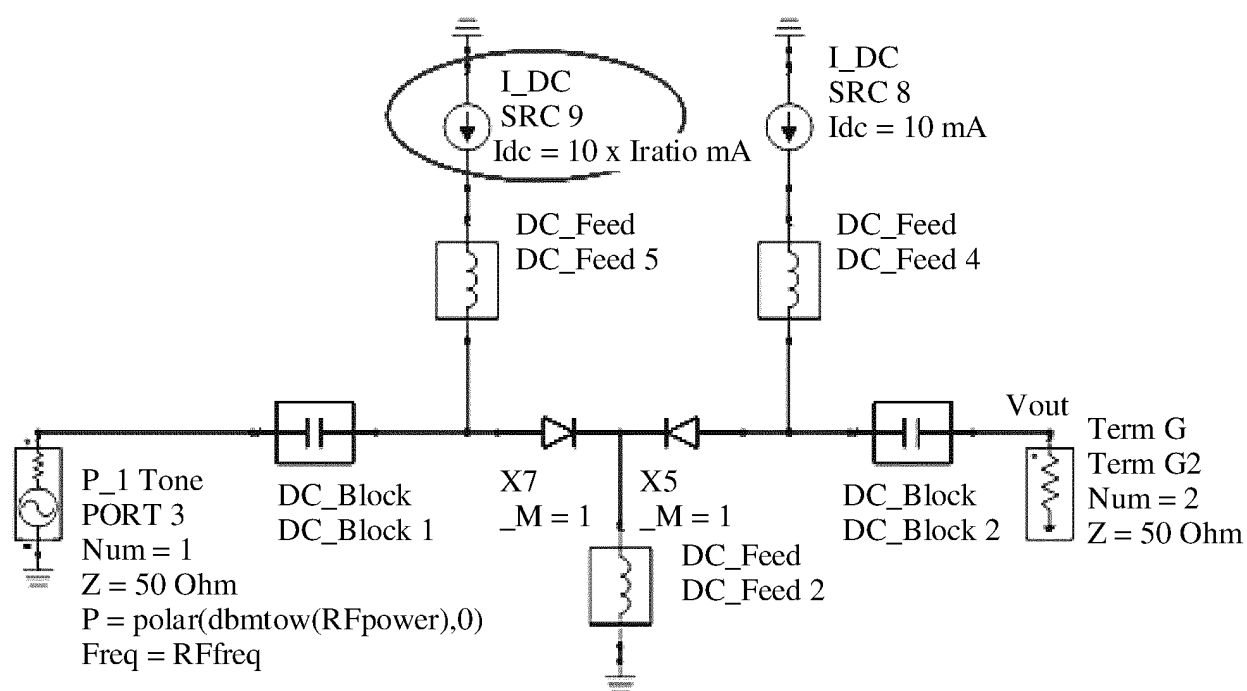 I_DC
SRC 9
Idc = 10 x Iratio mA
I_DC
SRC 8
Idc = 10 mA
DC_Feed
DC_Feed 5
DC_Feed
DC_Feed 4
P_1 Tone
PORT 3
Num = 1
Z = 50 Ohm
P = polar(dbmtow(RFpower),0)
Freq = RFfreq
DC_Block
DC_Block 1
X7
_M = 1
X5
_M = 1
DC_Feed
DC_Feed 2
DC_Block
DC_Block 2
Vout
Term G
Term G2
Num = 2
Z = 50 Ohm